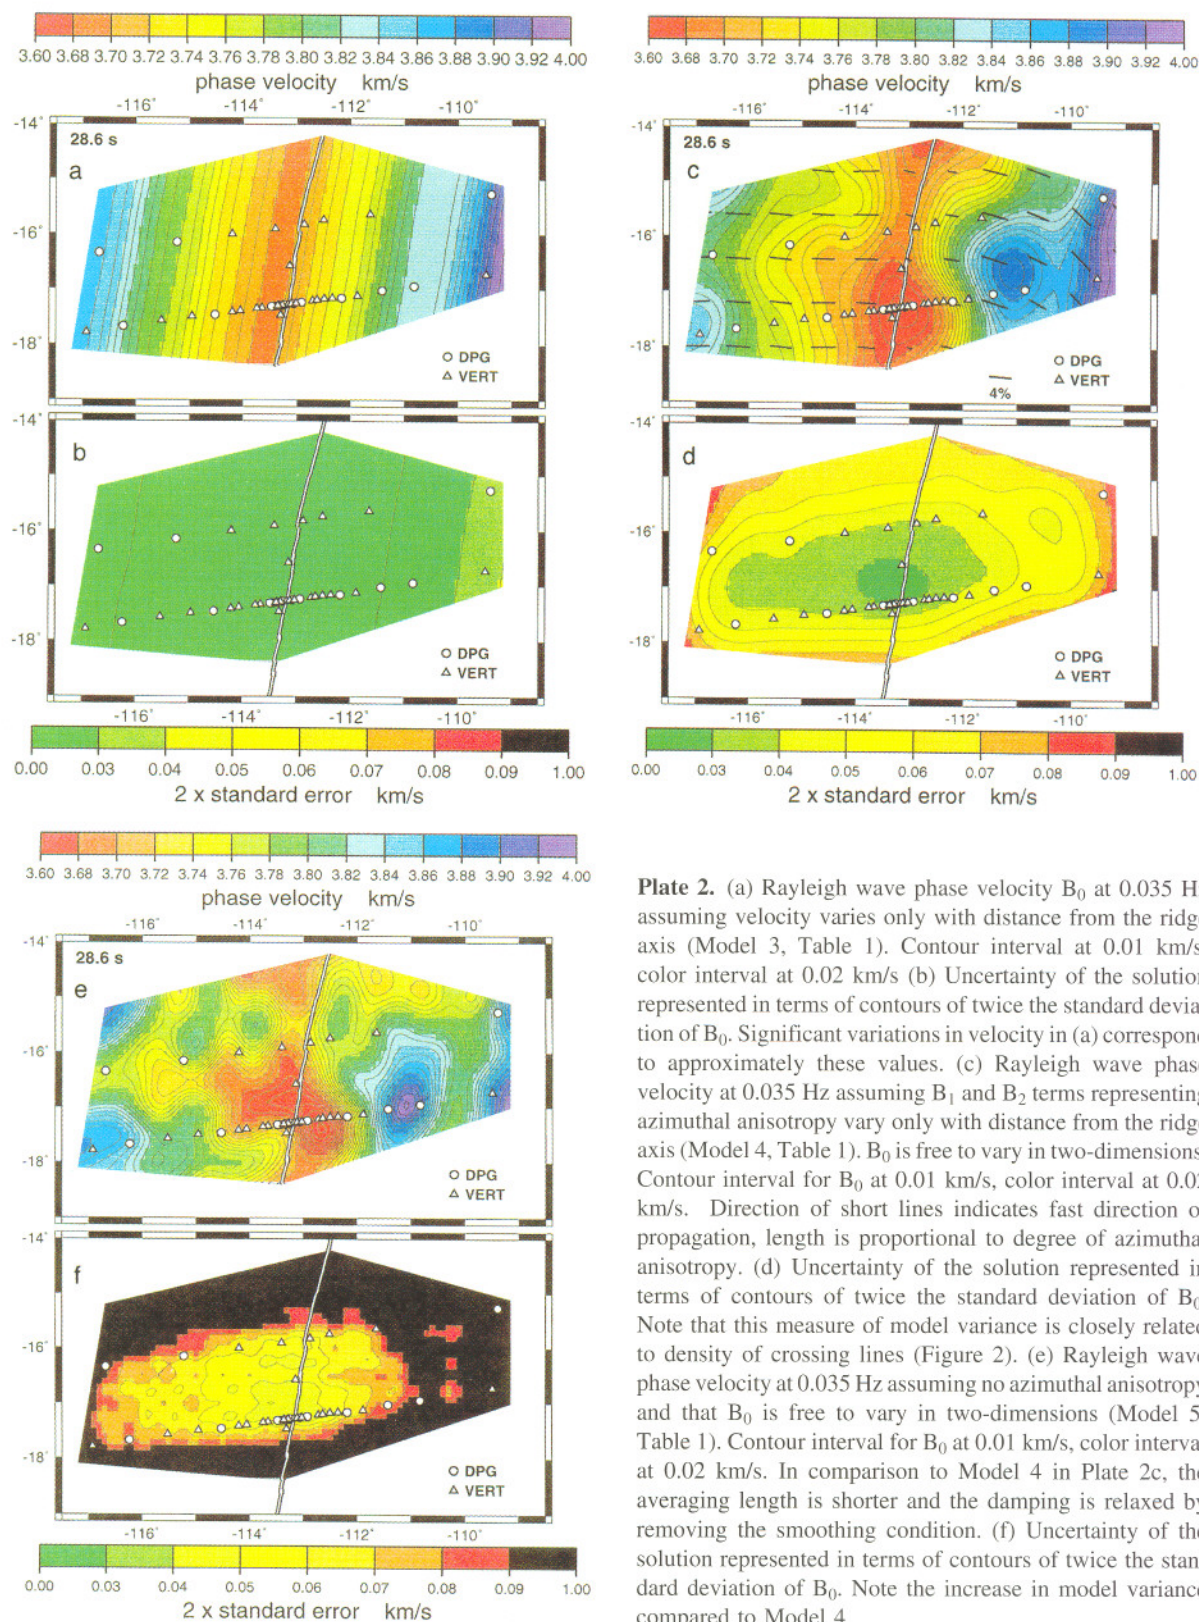 3.60 3.68 3.70 3.72 3.74 3.76 3.78 3.80 3.82 3.84 3.86 3.88 3.90 3.92 4.00
phase velocity km/s
-116° -114° -112° -110°
-14°
28.6 s
a
-16°
-18°
DPG
VERT
-14°
b
-16°
-18°
DPG
VERT
-116° -114° -112° -110°
0.00 0.03 0.04 0.05 0.06 0.07 0.08 0.09 1.00
2 x standard error km/s
3.60 3.68 3.70 3.72 3.74 3.76 3.78 3.80 3.82 3.84 3.86 3.88 3.90 3.92 4.00
phase velocity km/s
-116° -114° -112° -110°
-14°
28.6 s
c
-16°
-18°
DPG
VERT
4%
-14°
d
-16°
-18°
DPG
VERT
-116° -114° -112° -110°
0.00 0.03 0.04 0.05 0.06 0.07 0.08 0.09 1.00
2 x standard error km/s
3.60 3.68 3.70 3.72 3.74 3.76 3.78 3.80 3.82 3.84 3.86 3.88 3.90 3.92 4.00
phase velocity km/s
-116° -114° -112° -110°
-14°
28.6 s
e
-16°
-18°
DPG
VERT
-14°
f
-16°
-18°
DPG
VERT
-116° -114° -112° -110°
0.00 0.03 0.04 0.05 0.06 0.07 0.08 0.09 1.00
2 x standard error km/s
Plate 2. (a) Rayleigh wave phase velocity B₀ at 0.035 H
assuming velocity varies only with distance from the ridg
axis (Model 3, Table 1). Contour interval at 0.01 km/s
color interval at 0.02 km/s (b) Uncertainty of the solution
represented in terms of contours of twice the standard devia
tion of B₀. Significant variations in velocity in (a) correspon
to approximately these values. (c) Rayleigh wave phas
velocity at 0.035 Hz assuming B₁ and B₂ terms representing
azimuthal anisotropy vary only with distance from the ridg
axis (Model 4, Table 1). B₀ is free to vary in two-dimensions
Contour interval for B₀ at 0.01 km/s, color interval at 0.02
km/s. Direction of short lines indicates fast direction o
propagation, length is proportional to degree of azimutha
anisotropy. (d) Uncertainty of the solution represented in
terms of contours of twice the standard deviation of B₀
Note that this measure of model variance is closely related
to density of crossing lines (Figure 2). (e) Rayleigh wav
phase velocity at 0.035 Hz assuming no azimuthal anisotropy
and that B₀ is free to vary in two-dimensions (Model 5
Table 1). Contour interval for B₀ at 0.01 km/s, color interva
at 0.02 km/s. In comparison to Model 4 in Plate 2c, the
averaging length is shorter and the damping is relaxed by
removing the smoothing condition. (f) Uncertainty of the
solution represented in terms of contours of twice the stan
dard deviation of B₀. Note the increase in model variance
compared to Model 4